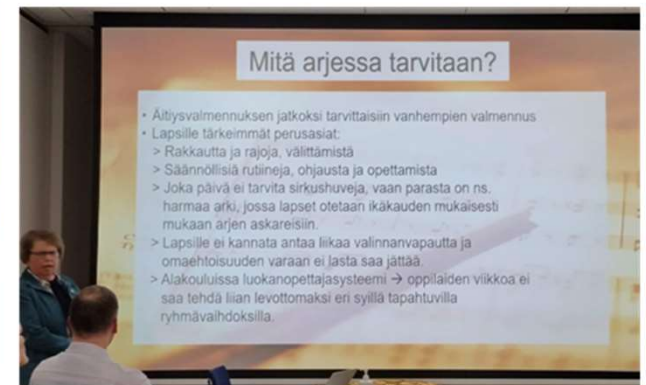 Mitä arjessa tarvitaan?
• Äitiysvalmennuksen jatkoksi tarvittaisiin vanhempien valmennus
• Lapsille tärkeimmät perusasiat:
> Rakkautta ja rajoja, välittämistä
> Säännöllisiä rutiineja, ohjausta ja opettamista
> Joka päivä ei tarvita sirkushuveja, vaan parasta on ns.
harmaa arki, jossa lapset otetaan ikäkauden mukaisesti
mukaan arjen askareisiin.
> Lapsille ei kannata antaa liikaa valinnanvapautta ja
omaehtoisuuden varaan ei lasta saa jättää.
> Alakouluissa luokanopettajasysteemi → oppilaiden viikkoa ei
saa tehdä liian levottomaksi eri syillä tapahtuvilla
ryhmävaihdoksilla.